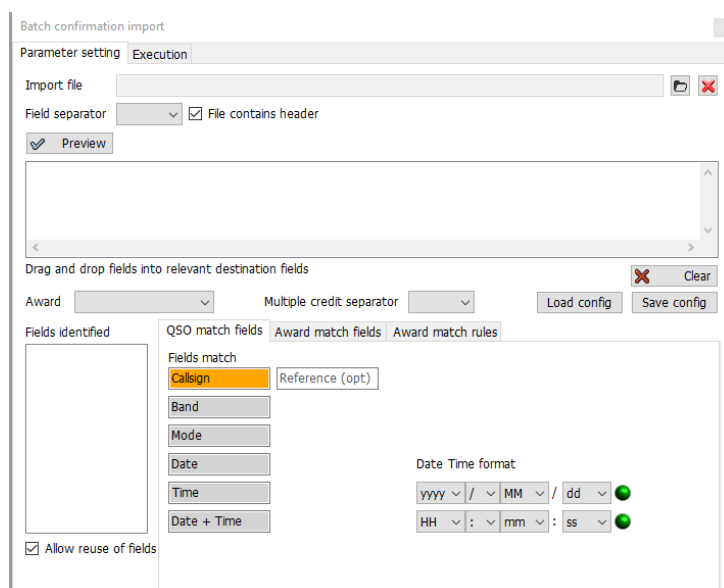 Batch confirmation import
Parameter setting Execution
Import file
Field separator File contains header
Preview
Drag and drop fields into relevant destination fields
Clear
Award Multiple credit separator Load config Save config
Fields identified QSO match fields Award match fields Award match rules
Fields match
Callsign Reference (opt)
Band
Mode
Date Date Time format
Time yyyy / MM / dd
Date + Time HH : mm : ss
Allow reuse of fields